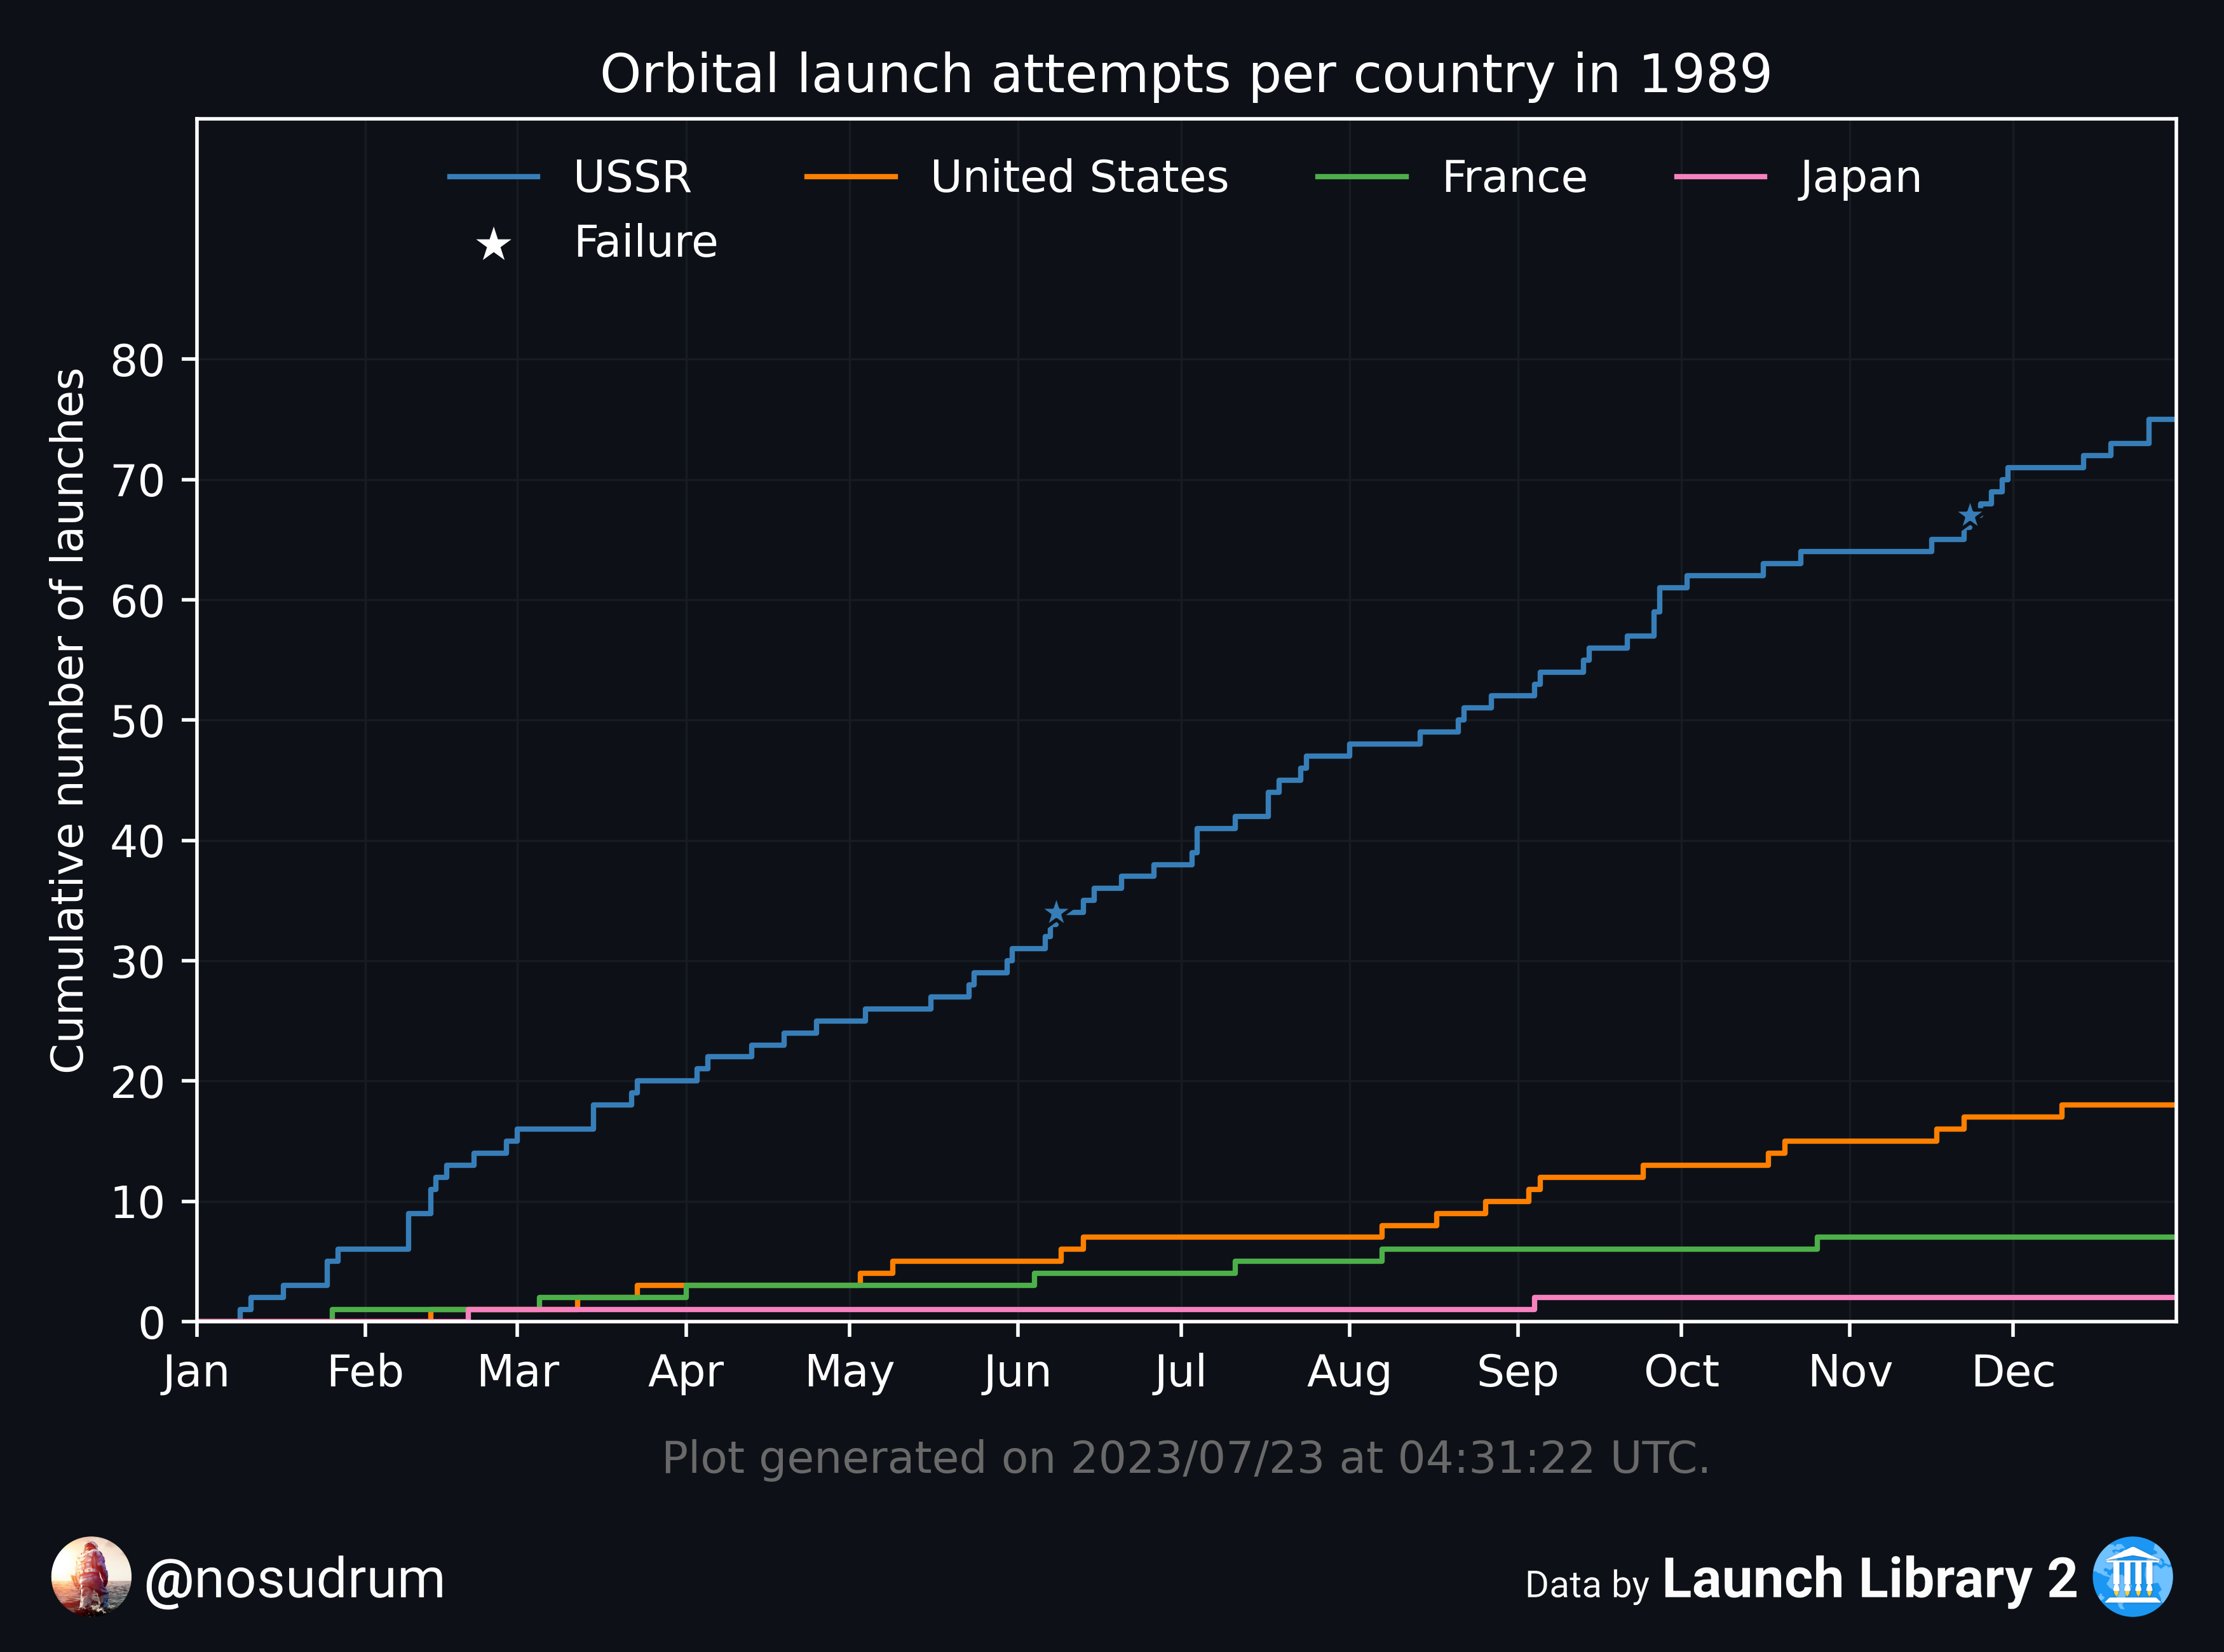 Orbital launch attempts per country in 1989
USSR United States France Japan
Failure
Cumulative number of launches
80
70
60
50
40
30
20
10
0
Jan Feb Mar Apr May Jun Jul Aug Sep Oct Nov Dec
Plot generated on 2023/07/23 at 04:31:22 UTC.
@nosudrum
Data by Launch Library 2